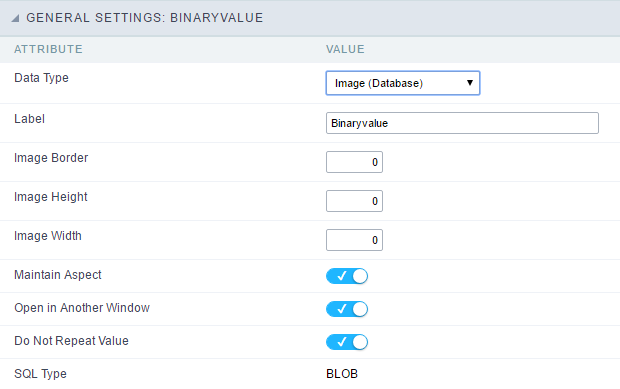 GENERAL SETTINGS: BINARYVALUE
ATTRIBUTE VALUE
Data Type Image (Database)
Label Binaryvalue
Image Border 0
Image Height 0
Image Width 0
Maintain Aspect
Open in Another Window
Do Not Repeat Value
SQL Type BLOB